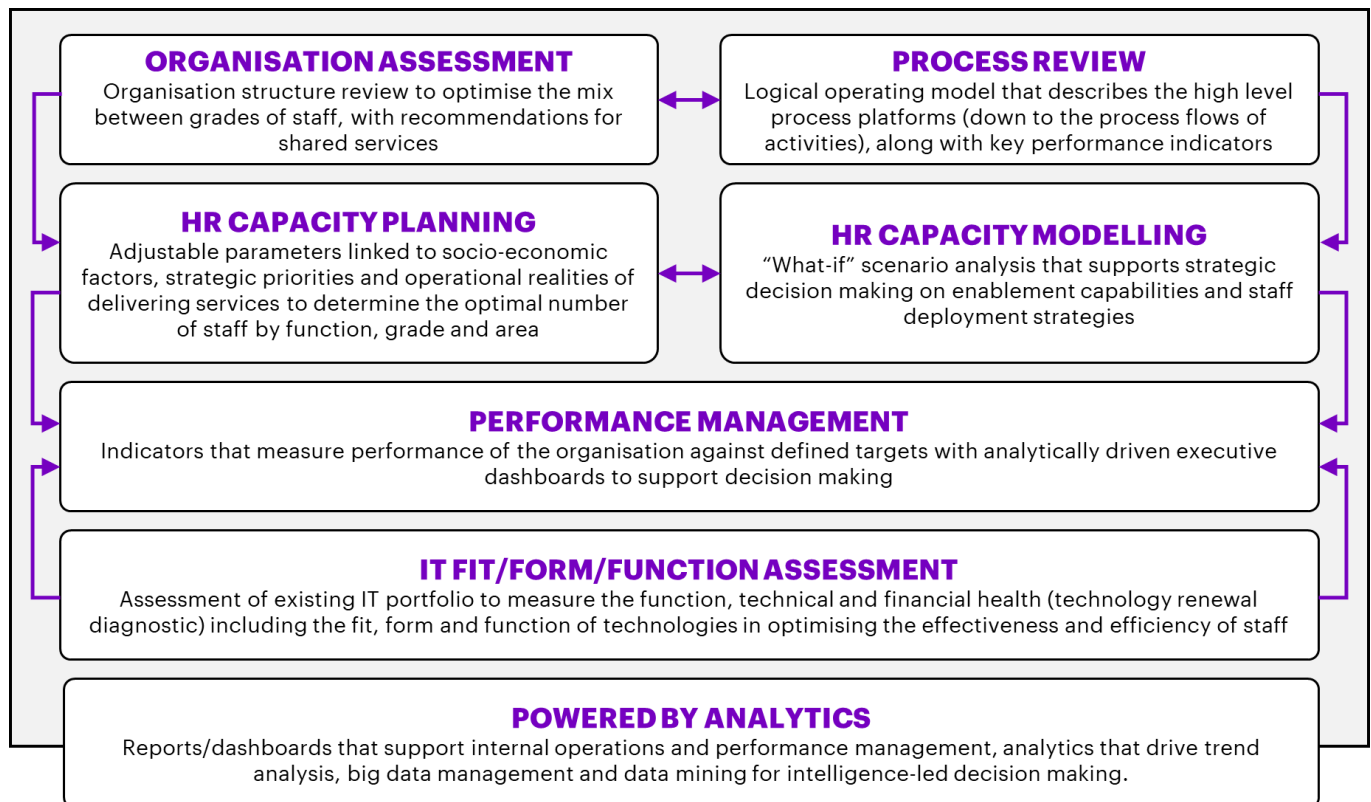 ORGANISATION ASSESSMENT
Organisation structure review to optimise the mix
between grades of staff, with recommendations for
shared services
PROCESS REVIEW
Logical operating model that describes the high level
process platforms (down to the process flows of
activities), along with key performance indicators
HR CAPACITY PLANNING
Adjustable parameters linked to socio-economic
factors, strategic priorities and operational realities of
delivering services to determine the optimal number
of staff by function, grade and area
HR CAPACITY MODELLING
“What-if” scenario analysis that supports strategic
decision making on enablement capabilities and staff
deployment strategies
PERFORMANCE MANAGEMENT
Indicators that measure performance of the organisation against defined targets with analytically driven executive
dashboards to support decision making
IT FIT/FORM/FUNCTION ASSESSMENT
Assessment of existing IT portfolio to measure the function, technical and financial health (technology renewal
diagnostic) including the fit, form and function of technologies in optimising the effectiveness and efficiency of staff
POWERED BY ANALYTICS
Reports/dashboards that support internal operations and performance management, analytics that drive trend
analysis, big data management and data mining for intelligence-led decision making.